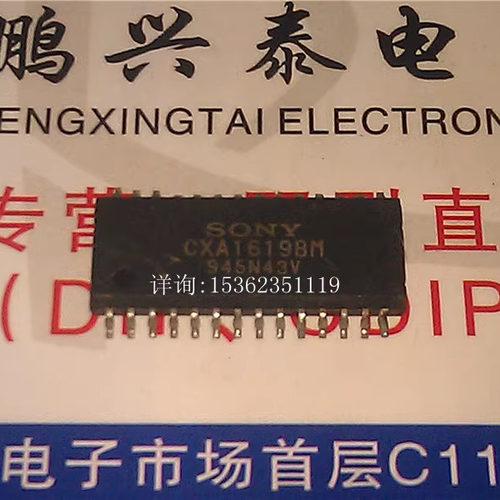 鹏兴泰电
ENGXINGTAI ELECTRON
专营
直
SONY
CXA1619BM
945N43V
详询:15362351119
电子市场首层C11